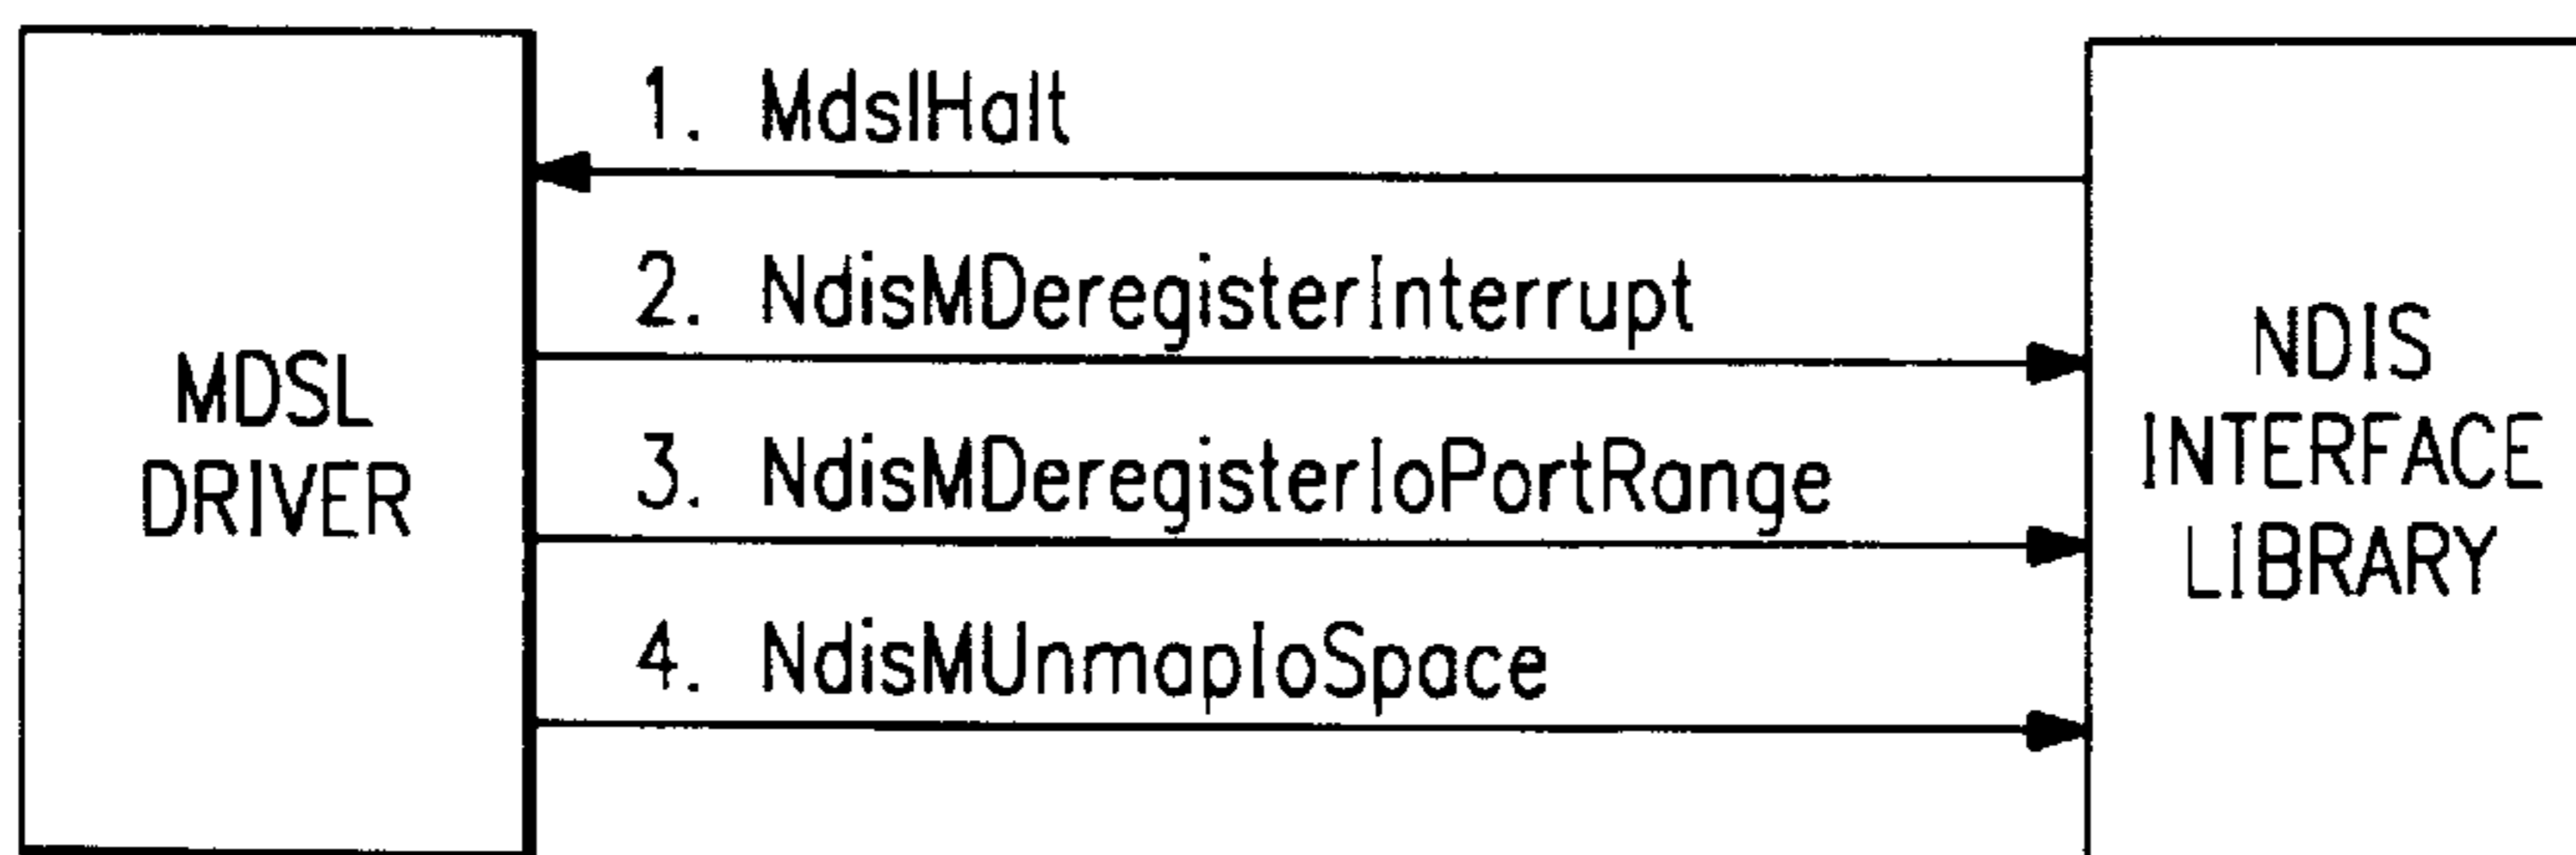 MDSL
DRIVER
1. MdslHalt
2. NdisMDeregisterInterrupt
3. NdisMDeregisterIoPortRange
4. NdisMUnmapIoSpace
NDIS
INTERFACE
LIBRARY